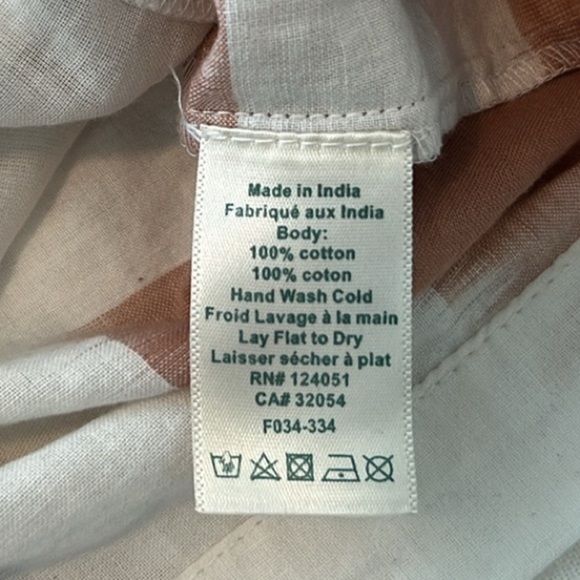 Made in India
Fabriqué aux India
Body:
100% cotton
100% coton
Hand Wash Cold
Froid Lavage à la main
Lay Flat to Dry
Laisser sécher à plat
RN# 124051
CA# 32054
F034-334